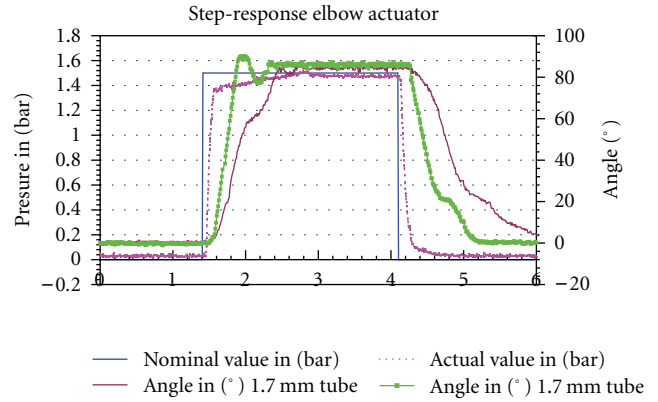 Step-response elbow actuator
Presure in (bar)
1.8
1.6
1.4
1.2
1
0.8
0.6
0.4
0.2
0
−0.2
0 1 2 3 4 5 6
100
80
60
40
20
0
−20
Angle (°)
Nominal value in (bar)
Actual value in (bar)
Angle in (°) 1.7 mm tube
Angle in (°) 1.7 mm tube